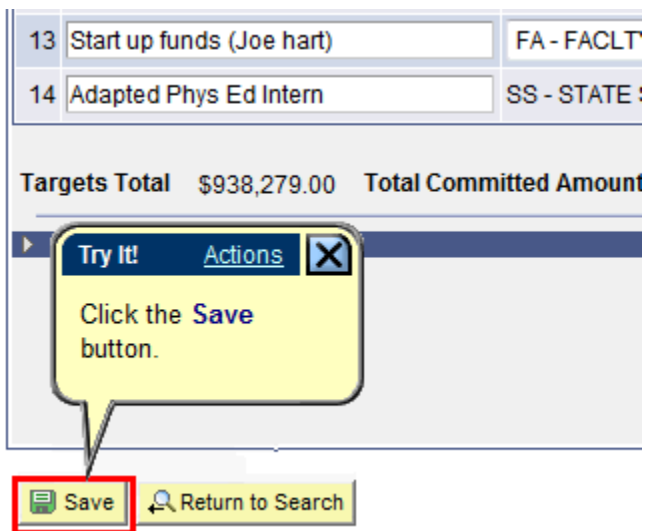 13 Start up funds (Joe hart) FA - FACLTY
14 Adapted Phys Ed Intern SS - STATE
Targets Total $938,279.00 Total Committed Amount
Try It! Actions
Click the Save
button.
Save Return to Search